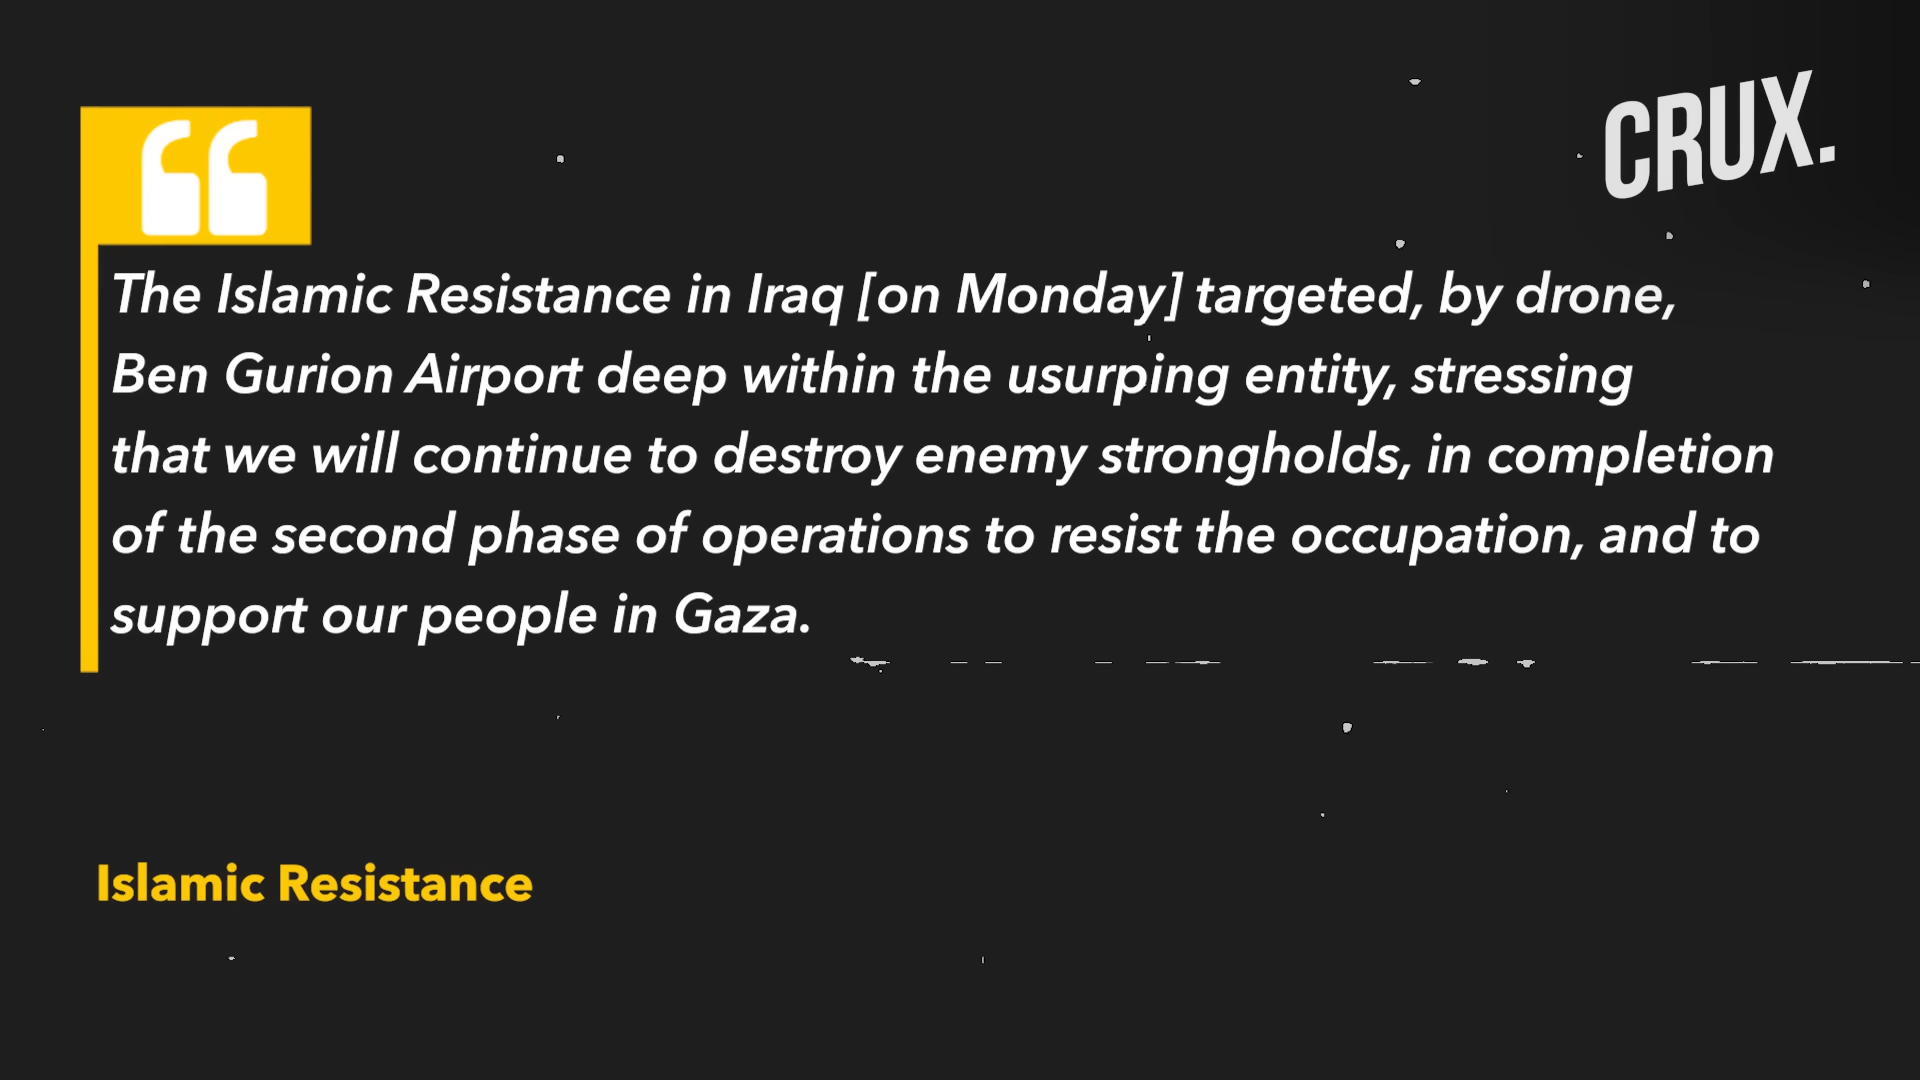 CRUX.
“
The Islamic Resistance in Iraq [on Monday] targeted, by drone,
Ben Gurion Airport deep within the usurping entity, stressing
that we will continue to destroy enemy strongholds, in completion
of the second phase of operations to resist the occupation, and to
support our people in Gaza.
Islamic Resistance